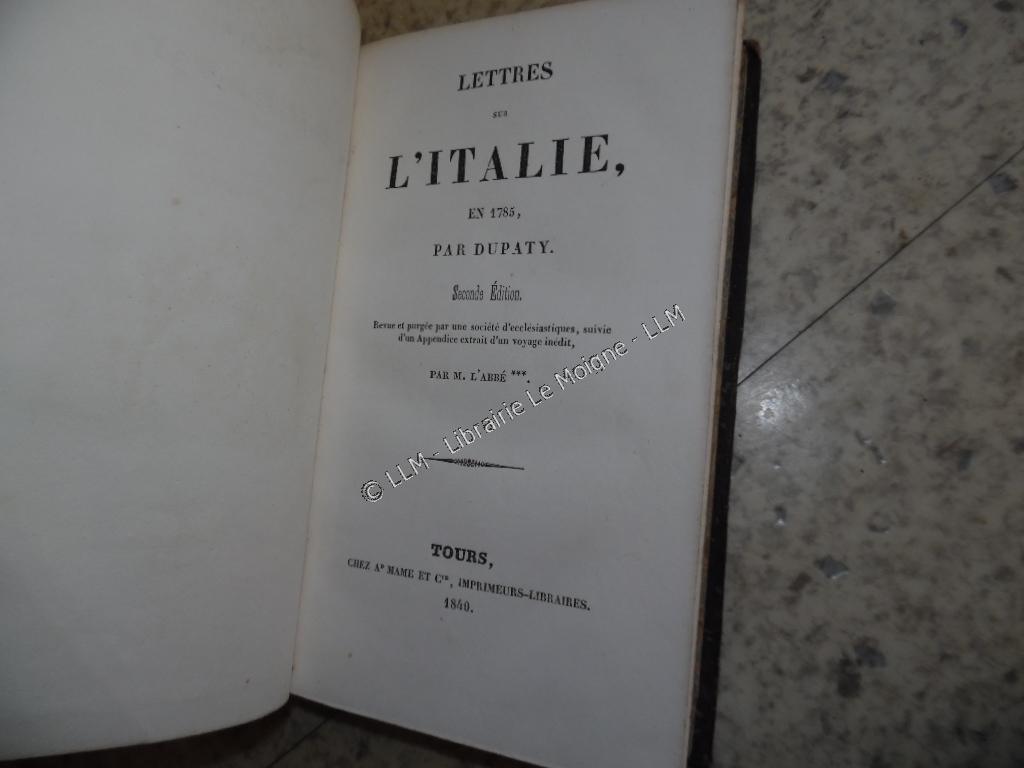 LETTRES
SUR
L'ITALIE,
EN 1785,
PAR DUPATY.
Seconde Édition.
Revue et purgée par une société d'ecclésiastiques, suivie
d'un Appendice extrait d'un voyage inédit,
PAR M. L'ABBÉ ***.
© LLM - Librairie Le Moigne - LLM
TOURS,
CHEZ Ad MAME ET Cie, IMPRIMEURS-LIBRAIRES.
1840.